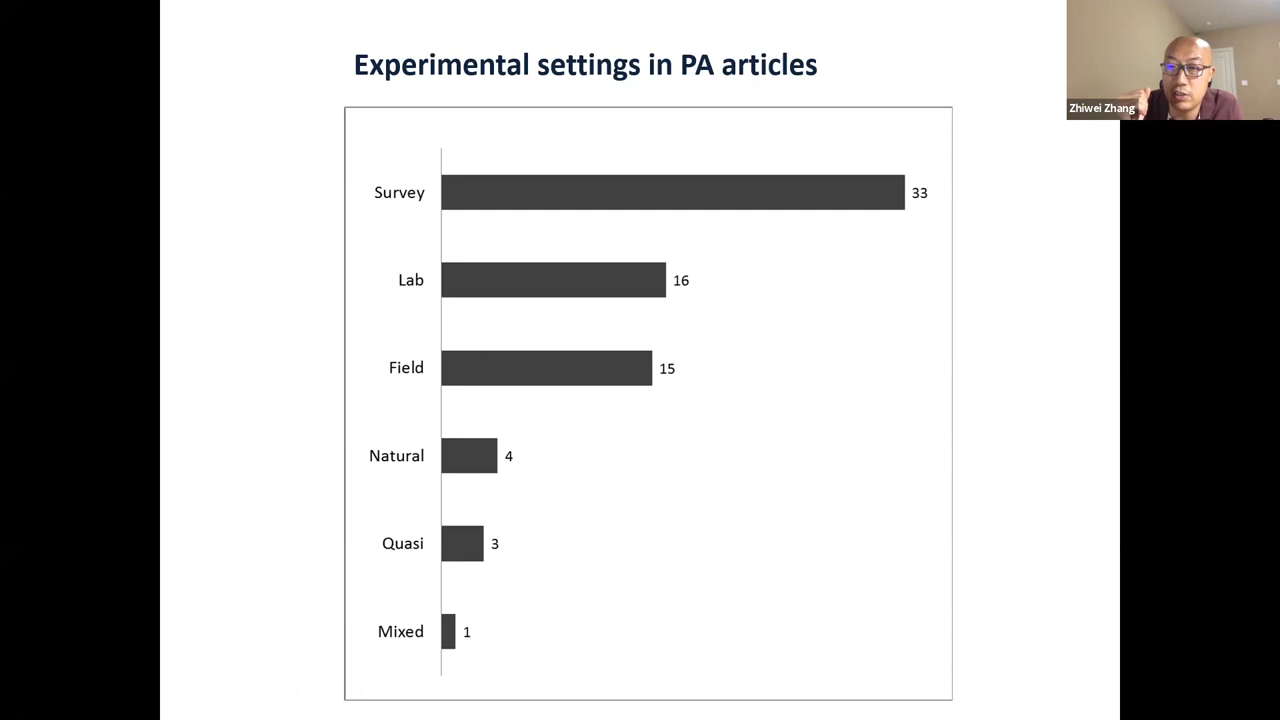 Experimental settings in PA articles
Zhiwei Zhang
Survey 33
Lab 16
Field 15
Natural 4
Quasi 3
Mixed 1